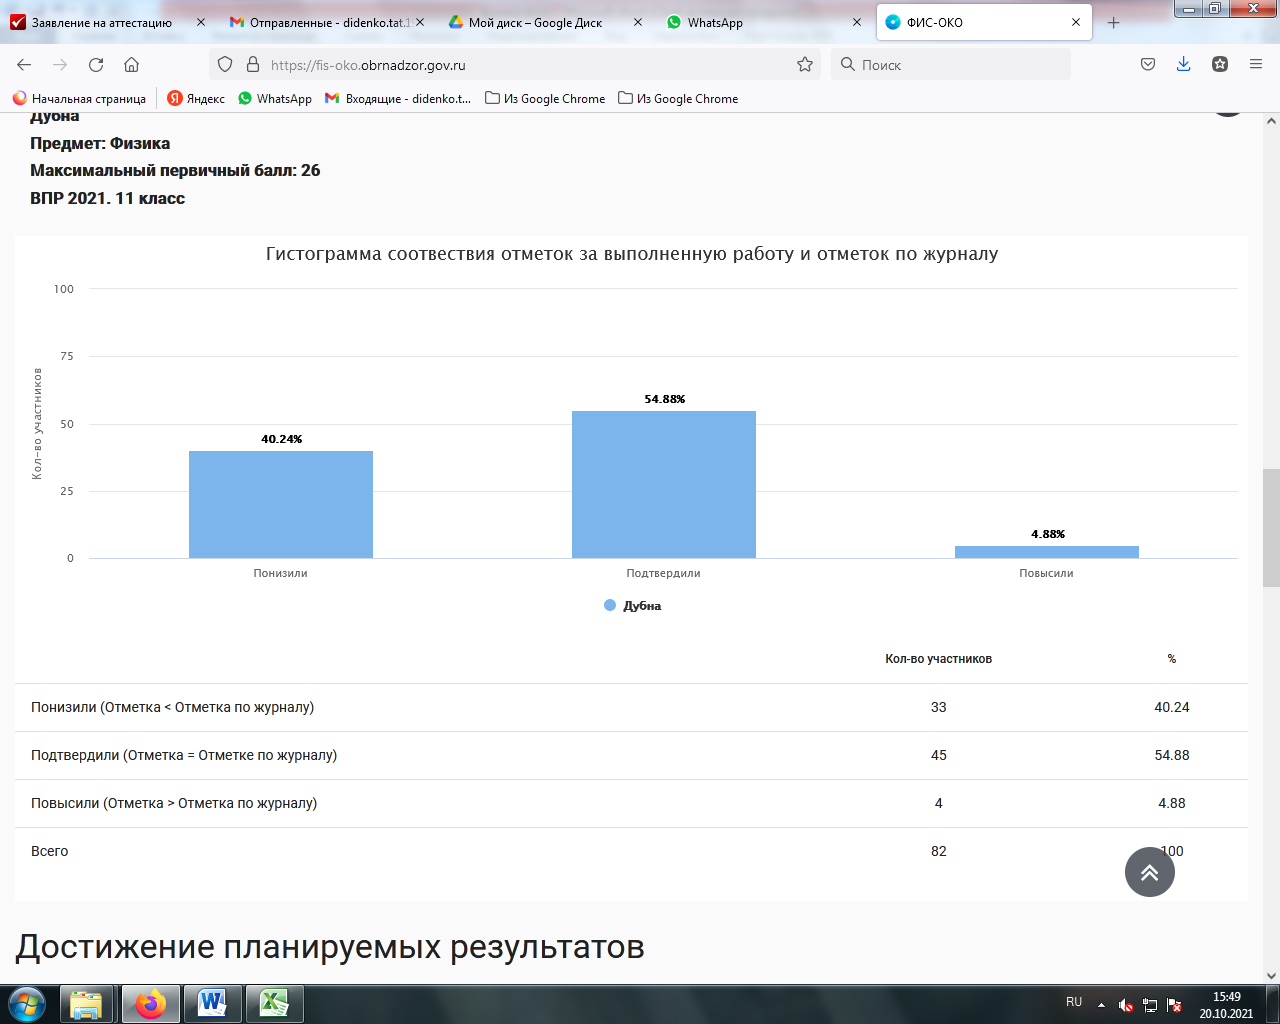 Заявление на аттестацию
Отправленные - didenko.tat.1
Мой диск – Google Диск
WhatsApp
ФИС-ОКО
https://fis-oko.obrnadzor.gov.ru
Поиск
Начальная страница
Яндекс
WhatsApp
Входящие - didenko.t...
Из Google Chrome
Из Google Chrome
Дубна
Предмет: Физика
Максимальный первичный балл: 26
ВПР 2021. 11 класс
Гистограмма соотвествия отметок за выполненную работу и отметок по журналу
100
75
50
25
0
Кол-во участников
40.24%
54.88%
4.88%
Понизили
Подтвердили
Повысили
Дубна
Кол-во участников %
Понизили (Отметка < Отметка по журналу) 33 40.24
Подтвердили (Отметка = Отметке по журналу) 45 54.88
Повысили (Отметка > Отметка по журналу) 4 4.88
Всего 82 100
Достижение планируемых результатов
RU
15:49
20.10.2021